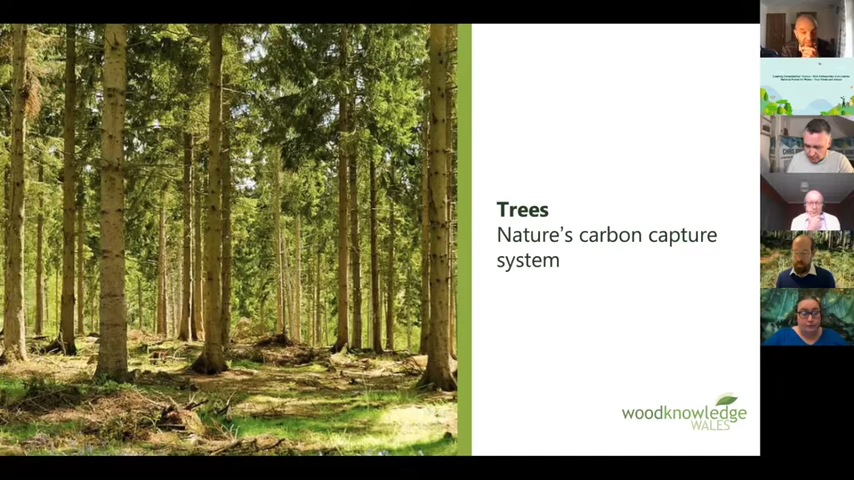 Trees
Nature's carbon capture
system
woodknowledge
WALES